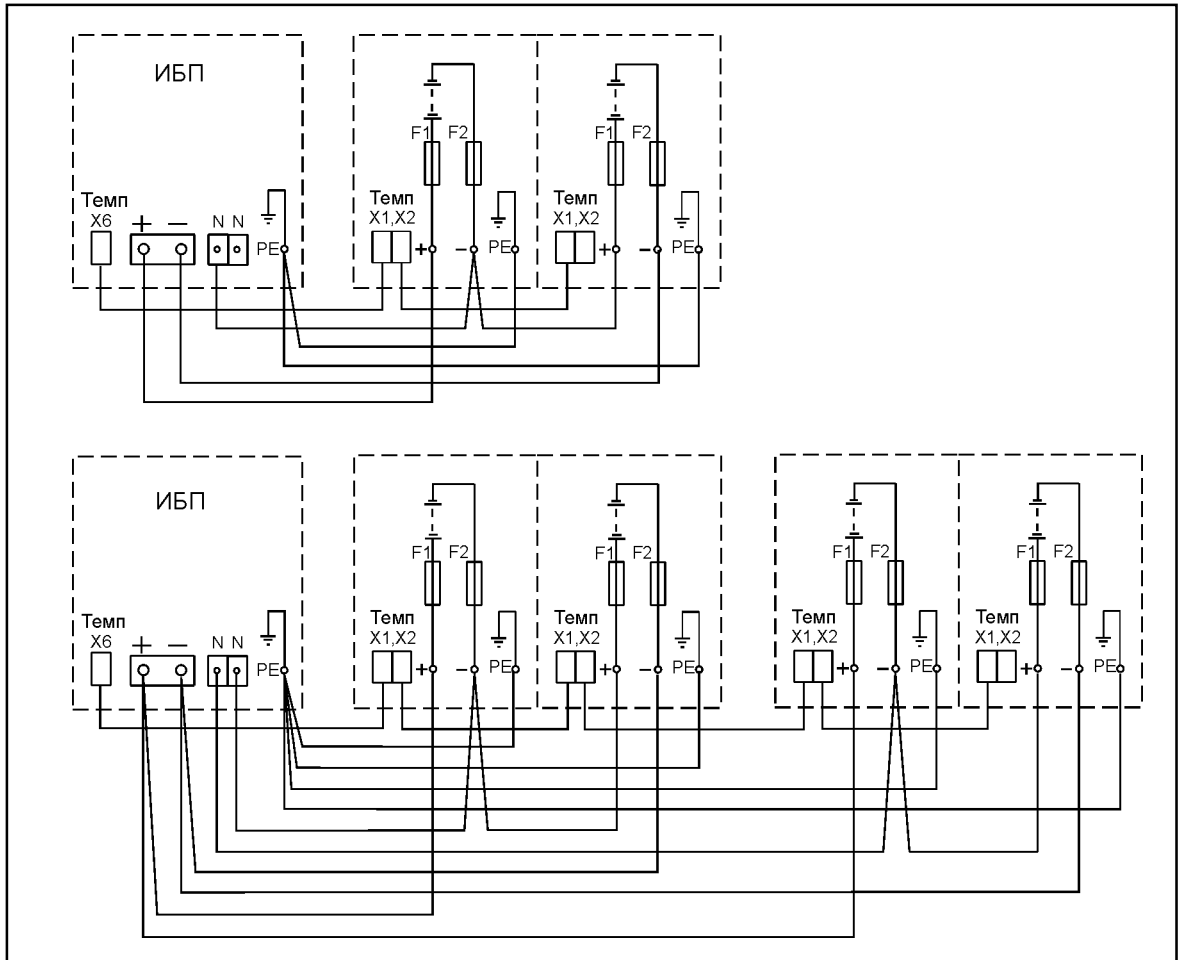 ИБП
F1 F2 F1 F2
Темп Темп Темп
X6 X1,X2 X1,X2
+ — N N PE + - PE + - PE
ИБП
F1 F2 F1 F2 F1 F2 F1 F2
Темп Темп Темп Темп Темп
X6 X1,X2 X1,X2 X1,X2 X1,X2
+ — N N PE + - PE + - PE + - PE + - PE